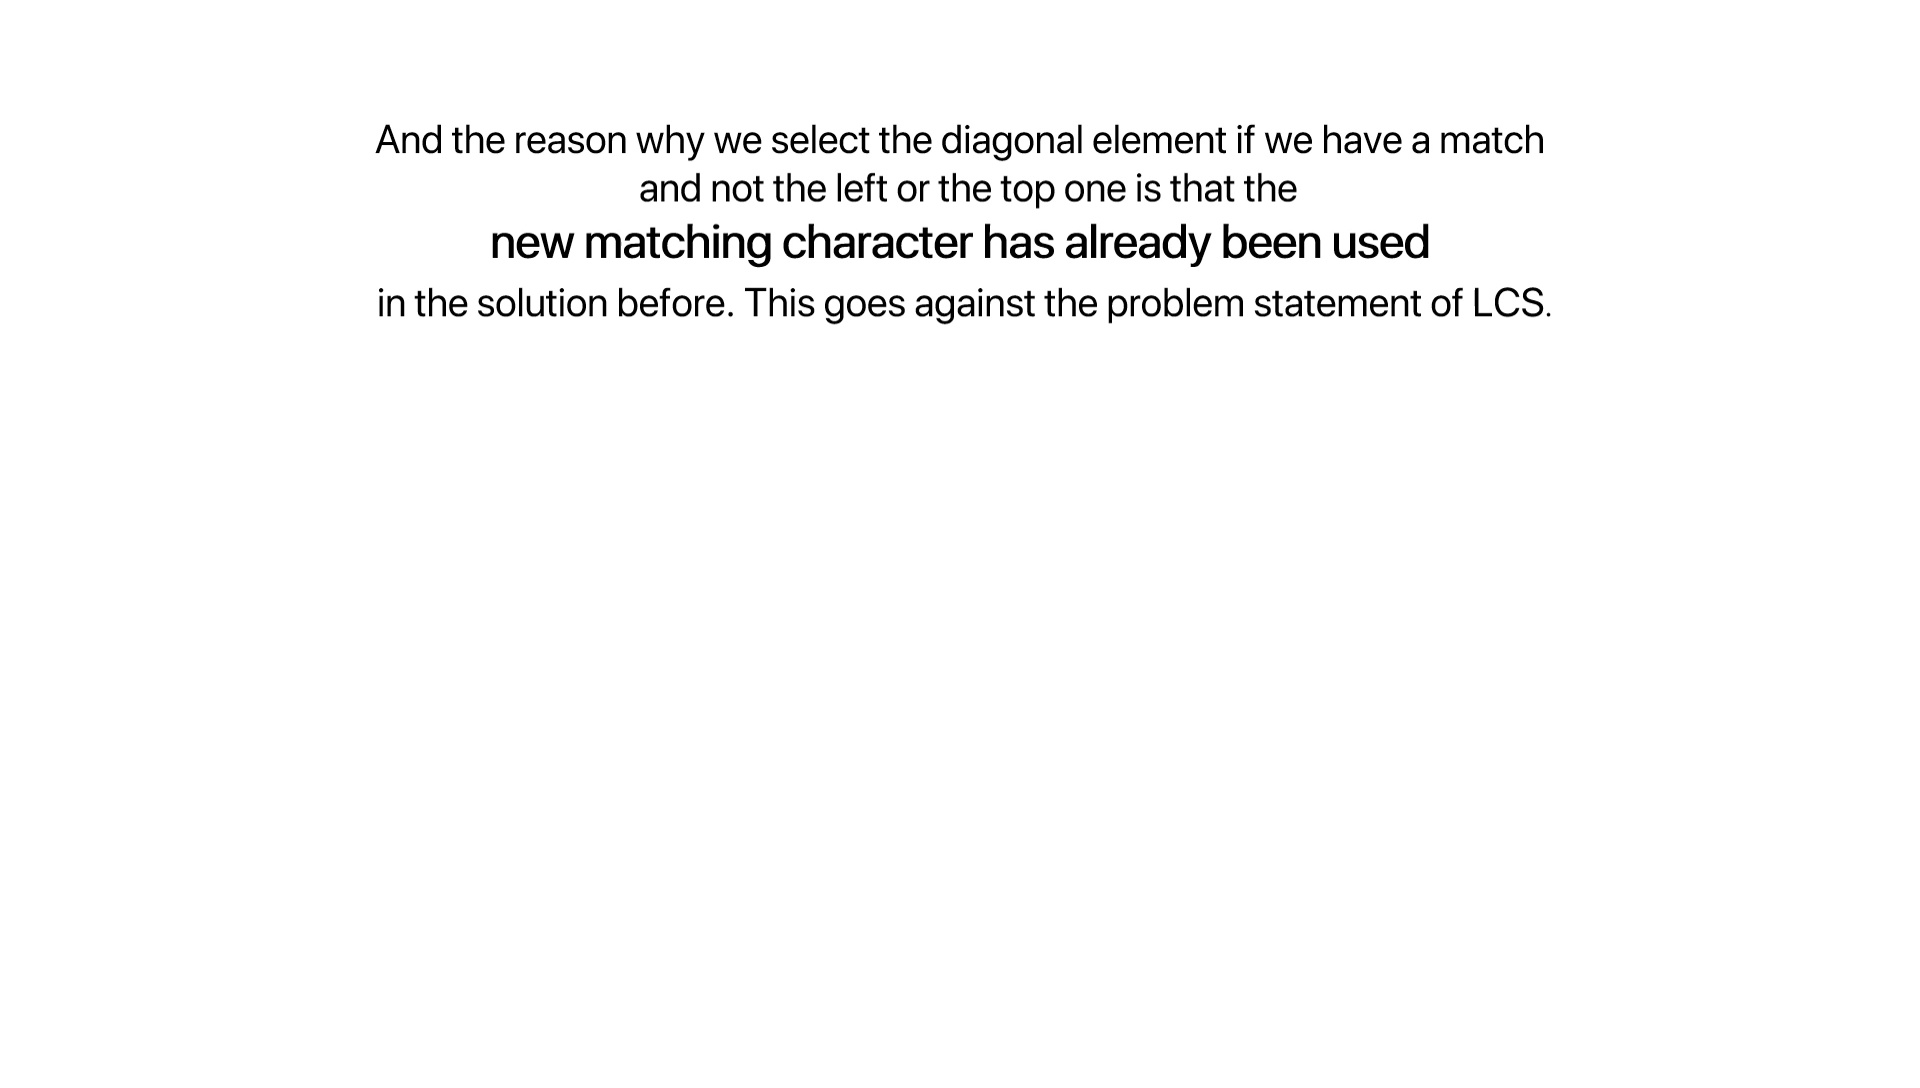 And the reason why we select the diagonal element if we have a match
and not the left or the top one is that the
new matching character has already been used
in the solution before. This goes against the problem statement of LCS.